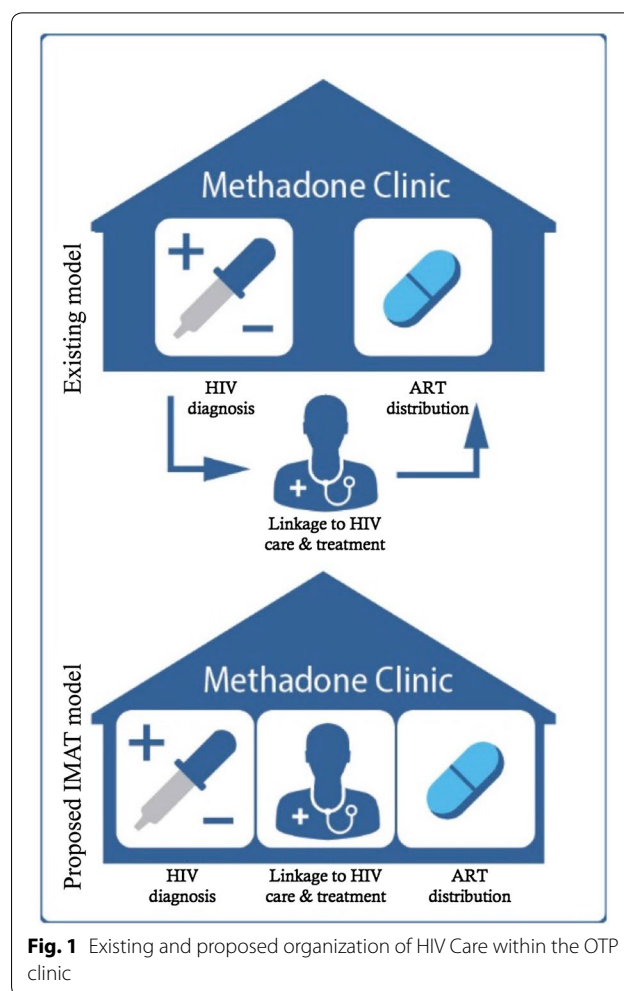 Existing model
Methadone Clinic
+
−
HIV
diagnosis
ART
distribution
Linkage to HIV
care & treatment
Proposed IMAT model
Methadone Clinic
+
−
HIV
diagnosis
Linkage to HIV
care & treatment
ART
distribution
Fig. 1 Existing and proposed organization of HIV Care within the OTP
clinic